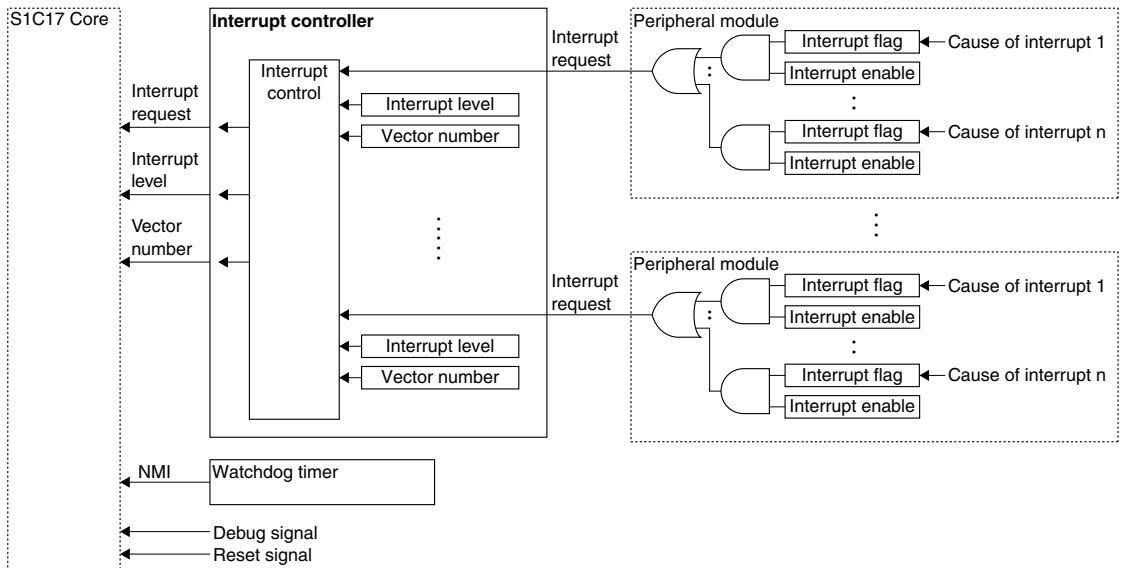 S1C17 Core
Interrupt controller
Peripheral module
Interrupt
request
Interrupt flag
Cause of interrupt 1
Interrupt enable
Interrupt
control
Interrupt level
Vector number
Interrupt flag
Cause of interrupt n
Interrupt enable
Interrupt
request
Interrupt
level
Vector
number
Peripheral module
Interrupt
request
Interrupt flag
Cause of interrupt 1
Interrupt enable
Interrupt level
Vector number
Interrupt flag
Cause of interrupt n
Interrupt enable
NMI
Watchdog timer
Debug signal
Reset signal